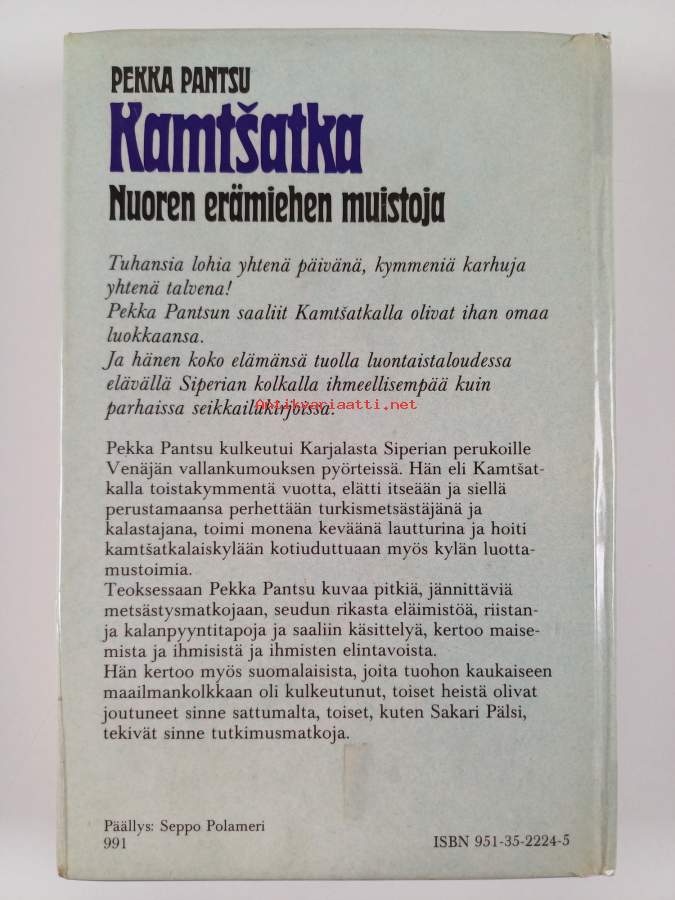 PEKKA PANTSU
Kamtšatka
Nuoren erämiehen muistoja
Tuhansia lohia yhtenä päivänä, kymmeniä karhuja
yhtenä talvena!
Pekka Pantsun saaliit Kamtšatkalla olivat ihan omaa
luokkaansa.
Ja hänen koko elämänsä tuolla luontaistaloudessa
elävällä Siperian kolkalla ihmeellisempää kuin
parhaissa seikkailukirjoissa.
Antikvariaatti.net
Pekka Pantsu kulkeutui Karjalasta Siperian perukoille
Venäjän vallankumouksen pyörteissä. Hän eli Kamtšat-
kalla toistakymmentä vuotta, elätti itseään ja siellä
perustamaansa perhettään turkismetsästäjänä ja
kalastajana, toimi monena keväänä lautturina ja hoiti
kamtšatkalaiskylään kotiuduttuaan myös kylän luotta-
mustoimia.
Teoksessaan Pekka Pantsu kuvaa pitkiä, jännittäviä
metsästysmatkojaan, seudun rikasta eläimistöä, riistan-
ja kalanpyyntitapoja ja saaliin käsittelyä, kertoo maise-
mista ja ihmisistä ja ihmisten elintavoista.
Hän kertoo myös suomalaisista, joita tuohon kaukaiseen
maailmankolkkaan oli kulkeutunut, toiset heistä olivat
joutuneet sinne sattumalta, toiset, kuten Sakari Pälsi,
tekivät sinne tutkimusmatkoja.
Päällys: Seppo Polameri
991
ISBN 951-35-2224-5